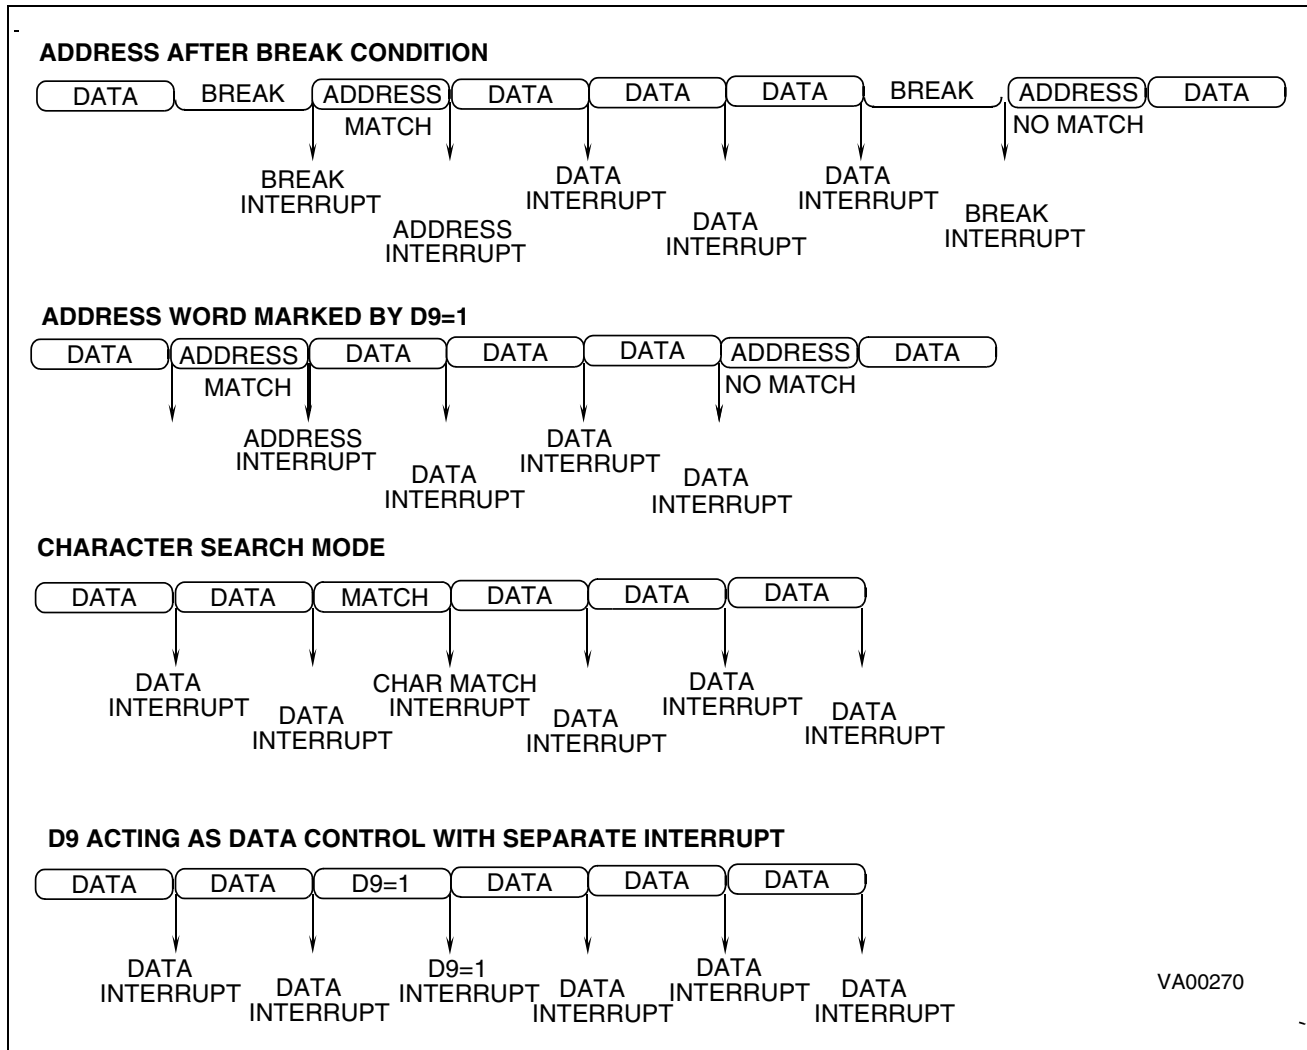 ADDRESS AFTER BREAK CONDITION
DATA BREAK ADDRESS DATA DATA DATA BREAK ADDRESS DATA
MATCH NO MATCH
BREAK INTERRUPT
ADDRESS INTERRUPT
DATA INTERRUPT
DATA INTERRUPT
DATA INTERRUPT
BREAK INTERRUPT
ADDRESS WORD MARKED BY D9=1
DATA ADDRESS DATA DATA DATA ADDRESS DATA
MATCH NO MATCH
ADDRESS INTERRUPT
DATA INTERRUPT
DATA INTERRUPT
DATA INTERRUPT
CHARACTER SEARCH MODE
DATA DATA MATCH DATA DATA DATA
DATA INTERRUPT
DATA INTERRUPT
CHAR MATCH INTERRUPT
DATA INTERRUPT
DATA INTERRUPT
DATA INTERRUPT
D9 ACTING AS DATA CONTROL WITH SEPARATE INTERRUPT
DATA DATA D9=1 DATA DATA DATA
DATA INTERRUPT
DATA INTERRUPT
D9=1 INTERRUPT
DATA INTERRUPT
DATA INTERRUPT
DATA INTERRUPT
VA00270